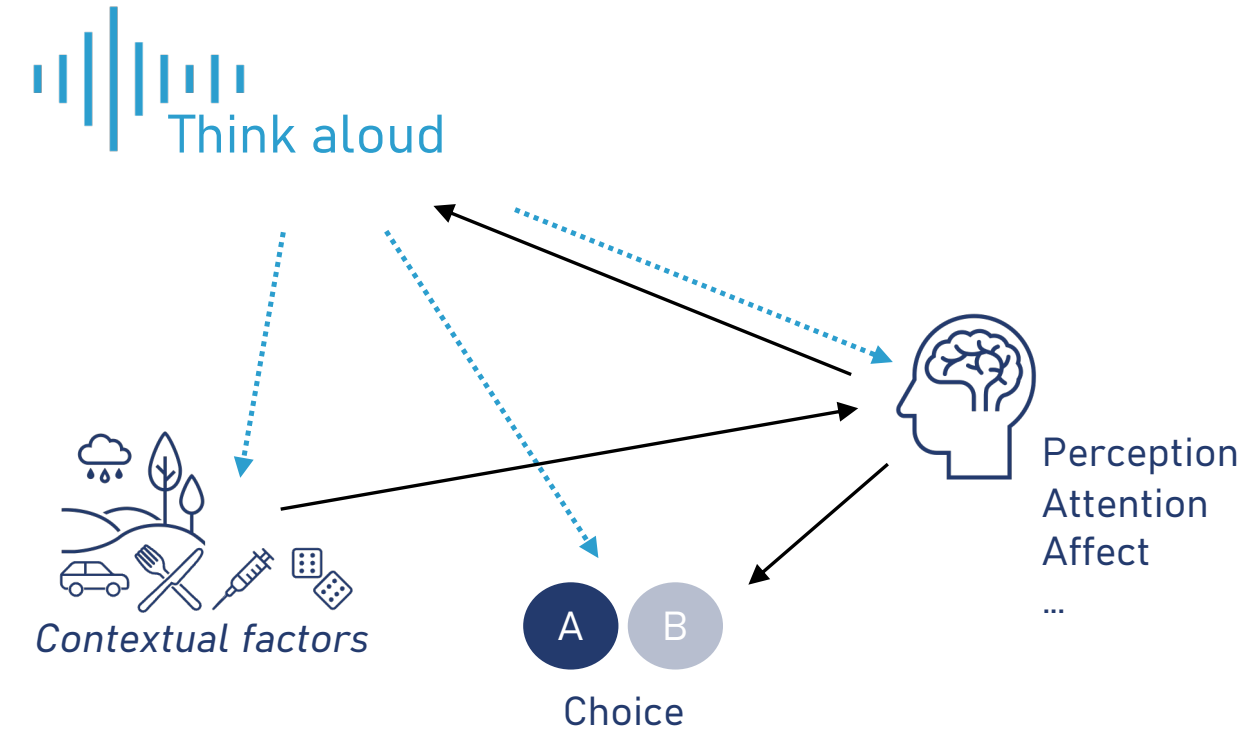 Think aloud
Perception
Attention
Affect
...
Contextual factors
A B
Choice